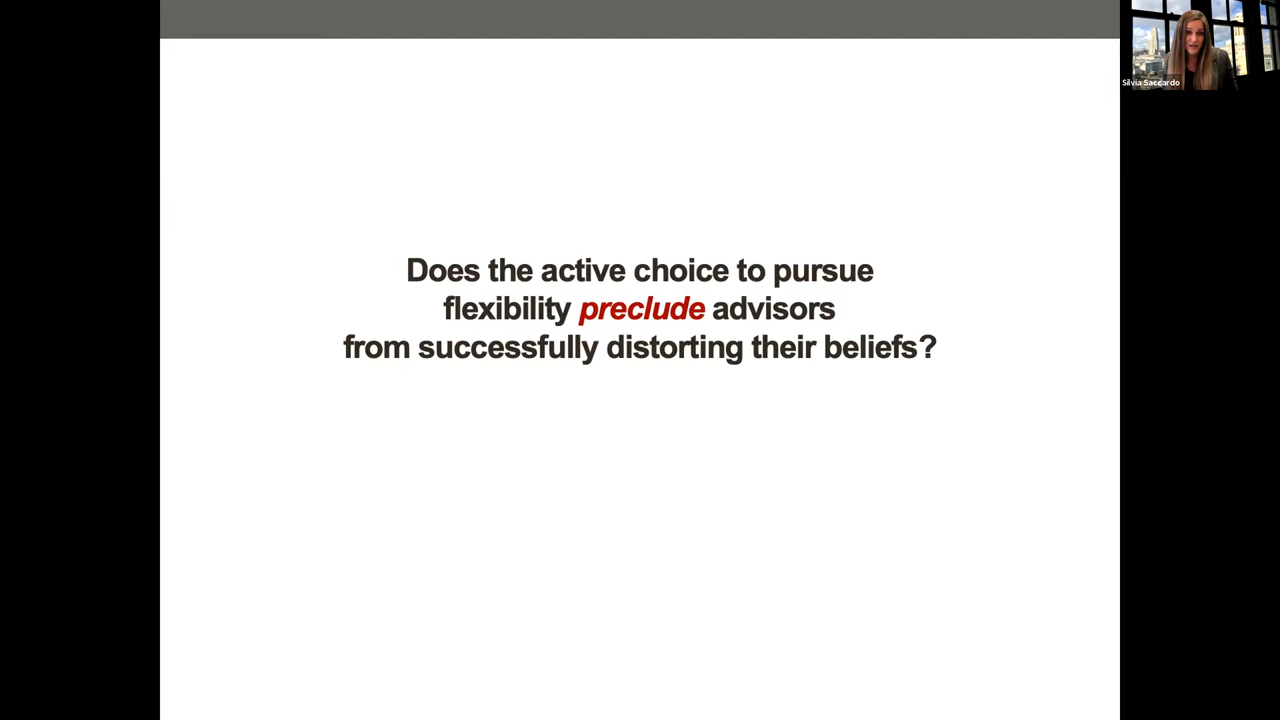 Silvia Saccardo
Does the active choice to pursue
flexibility preclude advisors
from successfully distorting their beliefs?